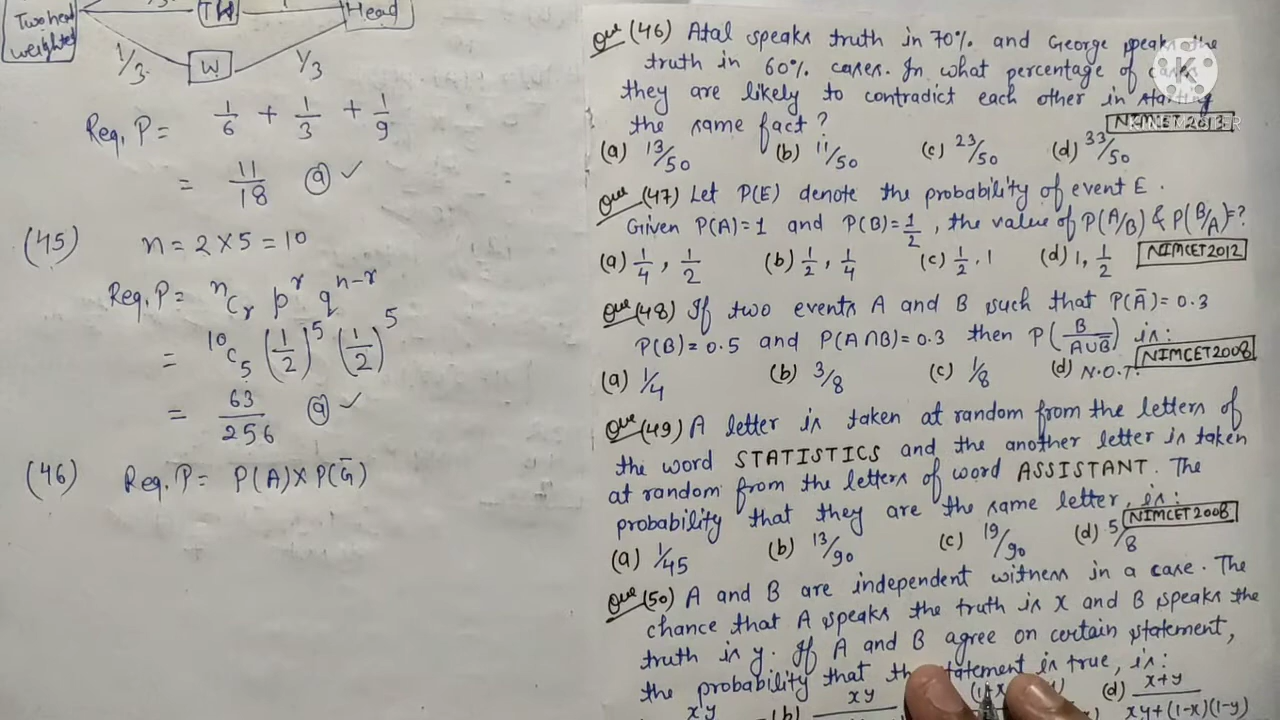 Two head
weighted
TW
Head
1/3
W
1/3
Req. P = 1/6 + 1/3 + 1/9
= 11/18 (a) ✓
(45) n = 2 × 5 = 10
Req. P = ⁿCᵣ pʳ qⁿ⁻ʳ
= ¹⁰C₅ (1/2)⁵ (1/2)⁵
= 63/256 (a) ✓
(46) Req. P = P(A) × P(Ḡ)
Que (46) Atal speaks truth in 70% and George speaks the
truth in 60% cases. In what percentage of cases
they are likely to contradict each other in starting
the same fact?
NIMCET 2013
(a) 13/50 (b) 11/50 (c) 23/50 (d) 33/50
Que (47) Let P(E) denote the probability of event E.
Given P(A)=1 and P(B)=1/2, the value of P(A/B) & P(B/A)=?
(a) 1/4, 1/2 (b) 1/2, 1/4 (c) 1/2, 1 (d) 1, 1/2 NIMCET2012
Que (48) If two events A and B such that P(Ā)=0.3
P(B)=0.5 and P(A∩B)=0.3 then P(B/A∪B̅) is:
NIMCET2008
(a) 1/4 (b) 3/8 (c) 1/8 (d) N.O.T.
Que (49) A letter is taken at random from the letters of
the word STATISTICS and the another letter is taken
at random from the letters of word ASSISTANT. The
probability that they are the same letter, is:
NIMCET2008
(a) 1/45 (b) 13/90 (c) 19/90 (d) 5/8
Que (50) A and B are independent witness in a case. The
chance that A speaks the truth is x and B speaks the
truth is y. If A and B agree on certain statement,
the probability that the statement is true, is:
xy (b) xy (d) x+y/xy+(1-x)(1-y)
K
KINEMASTER